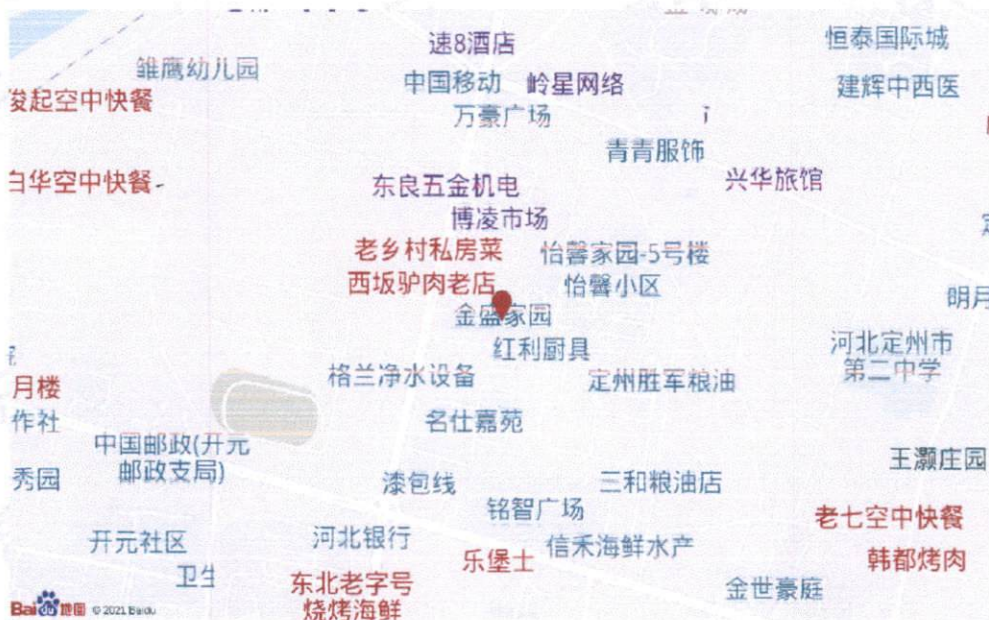 速8酒店
恒泰国际城
雏鹰幼儿园
中国移动
岭星网络
建辉中西医
发起空中快餐
万豪广场
青青服饰
白华空中快餐
东良五金机电
兴华旅馆
博凌市场
老乡村私房菜
怡馨家园-5号楼
西坂驴肉老店
怡馨小区
明月
金盛家园
红利厨具
河北定州市
第二中学
格兰净水设备
定州胜军粮油
月楼
作社
名仕嘉苑
中国邮政(开元
邮政支局)
王灏庄园
秀园
漆包线
三和粮油店
铭智广场
老七空中快餐
开元社区
河北银行
信禾海鲜水产
乐堡士
韩都烤肉
卫生
东北老字号
烧烤海鲜
金世豪庭
Bai du 地图 © 2021 Baidu